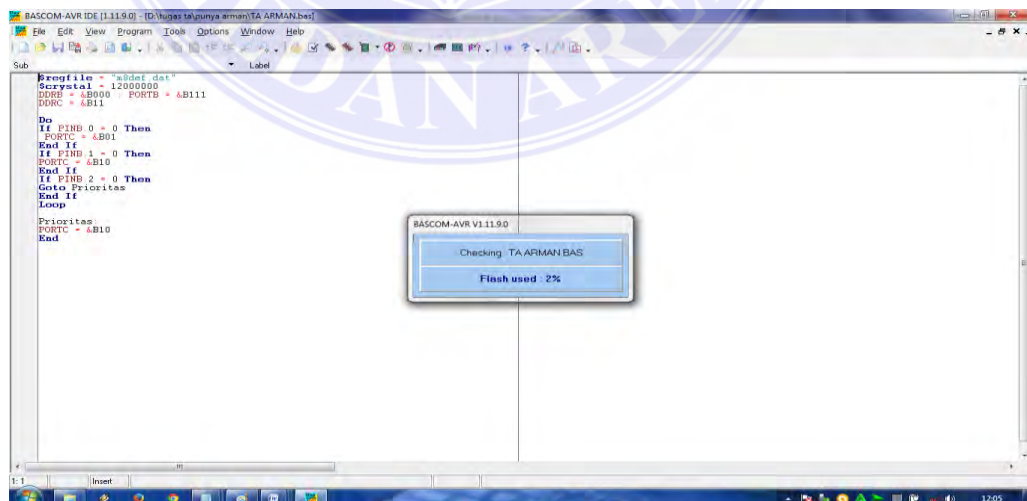 BASCOM-AVR IDE [1.11.9.0] - [D:\tugas ta\punya arman\TA ARMAN.bas]
File Edit View Program Tools Options Window Help
Sub Label
$regfile = "m8def.dat"
$crystal = 12000000
DDRB = &B000 : PORTB = &B111
DDRC = &B11
Do
If PINB.0 = 0 Then
PORTC = &B01
End If
If PINB.1 = 0 Then
PORTC = &B10
End If
If PINB.2 = 0 Then
Goto Prioritas
End If
Loop
Prioritas:
PORTC = &B10
End
BASCOM-AVR V1.11.9.0
Checking TA ARMAN.BAS
Flash used : 2%
1: 1 Insert
12:05
DANARE